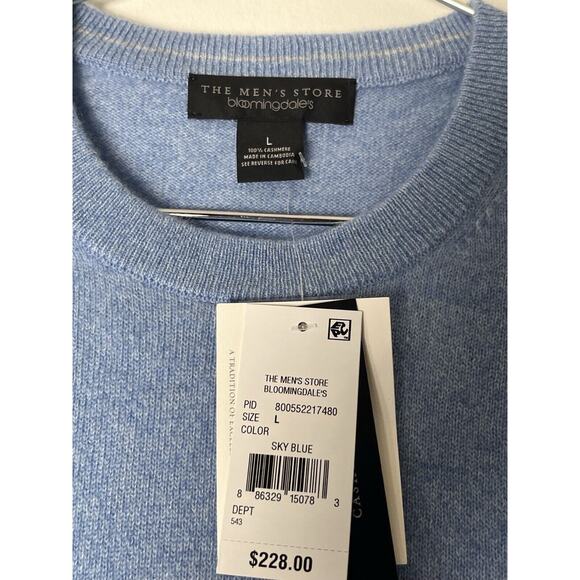 THE MEN'S STORE
bloomingdale's
L
100% CASHMERE
MADE IN CAMBODIA
SEE REVERSE FOR CARE
THE MEN'S STORE
BLOOMINGDALE'S
PID 800552217480
SIZE L
COLOR
SKY BLUE
8 86329 15078 3
DEPT
543
$228.00
A TRADITION OF
CASH